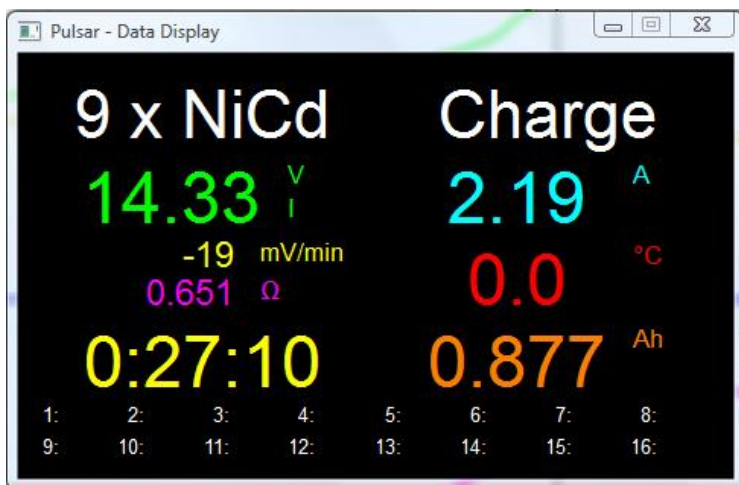 Pulsar - Data Display
9 x NiCd Charge
14.33 V I 2.19 A
-19 mV/min 0.0 °C
0.651 Ω
0:27:10 0.877 Ah
1: 2: 3: 4: 5: 6: 7: 8:
9: 10: 11: 12: 13: 14: 15: 16: